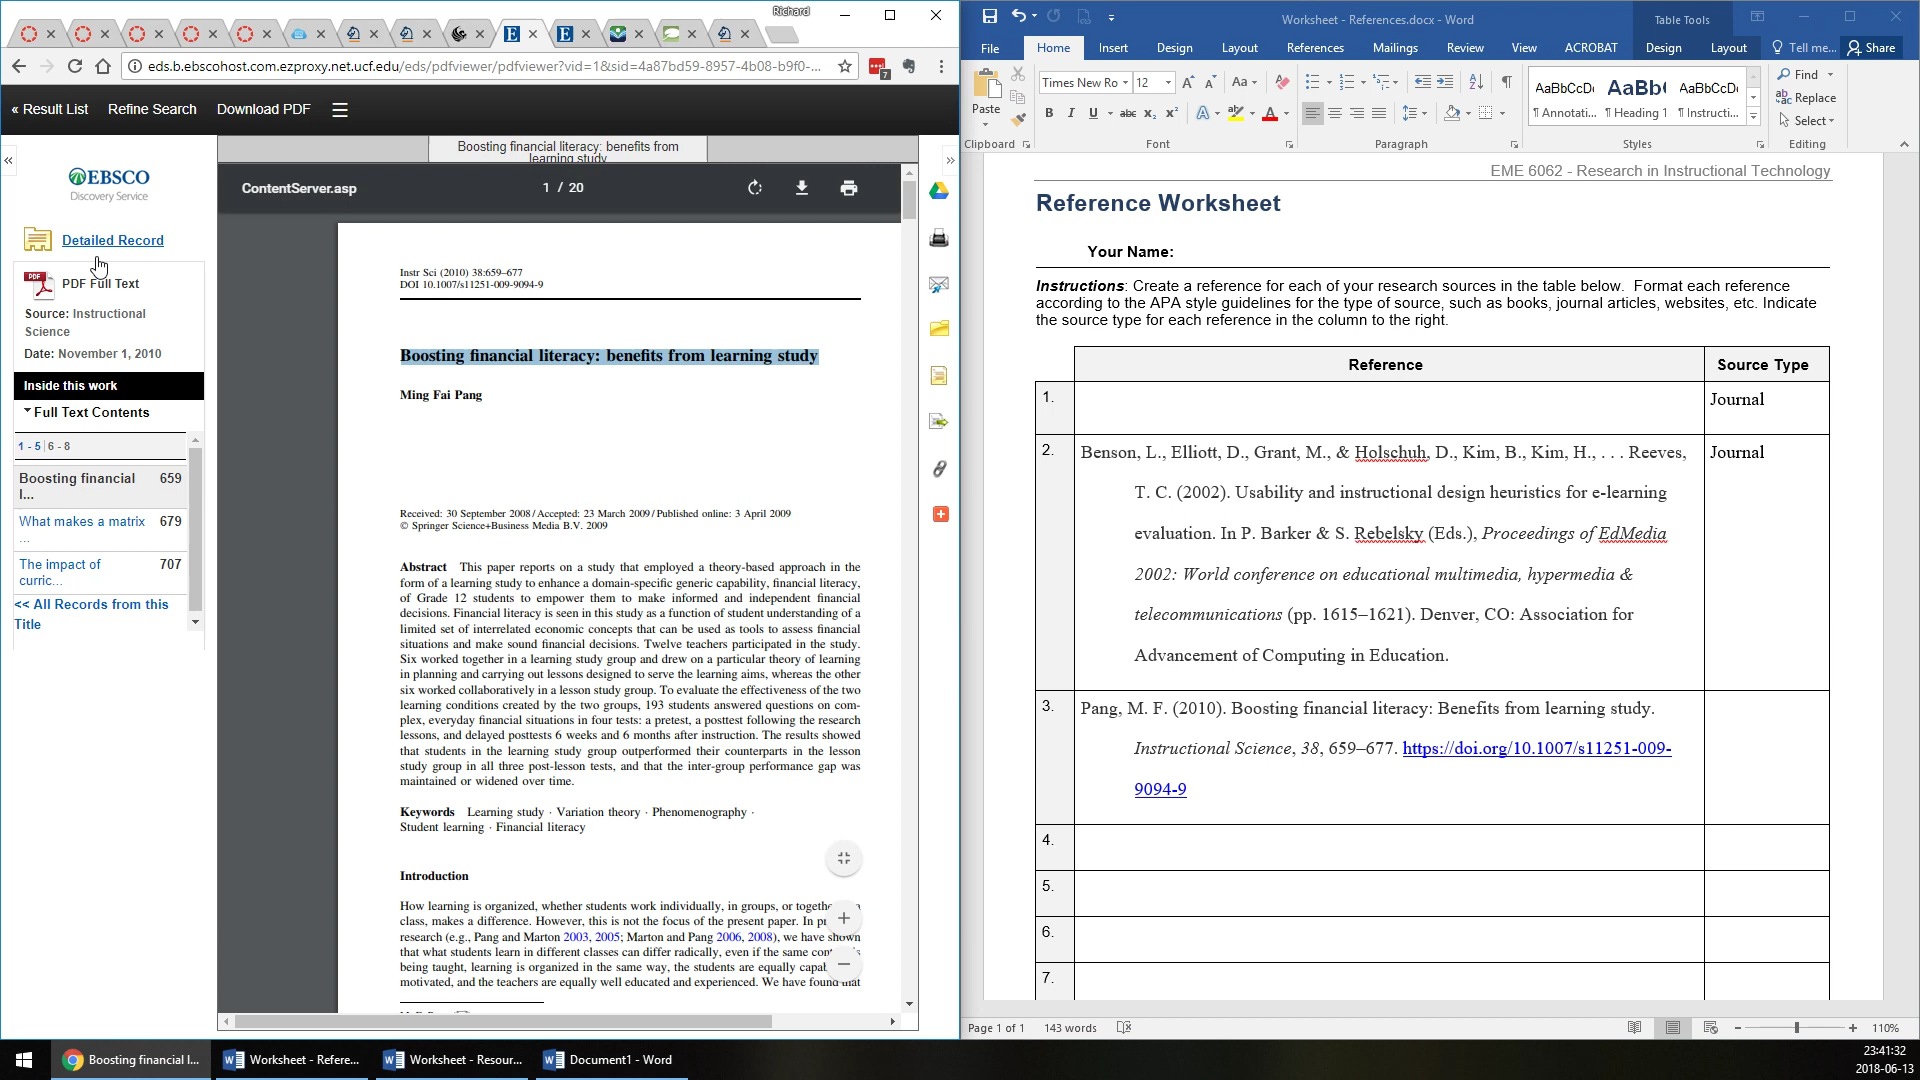 Richard
eds.b.ebscohost.com.ezproxy.net.ucf.edu/eds/pdfviewer/pdfviewer?vid=1&sid=4a87bd59-8957-4b08-b9f0-...
7
« Result List Refine Search Download PDF
Boosting financial literacy: benefits from
learning study
EBSCO
Discovery Service
Detailed Record
PDF
PDF Full Text
Source: Instructional
Science
Date: November 1, 2010
Inside this work
Full Text Contents
1 - 5 | 6 - 8
Boosting financial 659
l...
What makes a matrix 679
...
The impact of 707
curric...
<< All Records from this
Title
ContentServer.asp 1 / 20
Instr Sci (2010) 38:659–677
DOI 10.1007/s11251-009-9094-9
Boosting financial literacy: benefits from learning study
Ming Fai Pang
Received: 30 September 2008 / Accepted: 23 March 2009 / Published online: 3 April 2009
© Springer Science+Business Media B.V. 2009
Abstract This paper reports on a study that employed a theory-based approach in the
form of a learning study to enhance a domain-specific generic capability, financial literacy,
of Grade 12 students to empower them to make informed and independent financial
decisions. Financial literacy is seen in this study as a function of student understanding of a
limited set of interrelated economic concepts that can be used as tools to assess financial
situations and make sound financial decisions. Twelve teachers participated in the study.
Six worked together in a learning study group and drew on a particular theory of learning
in planning and carrying out lessons designed to serve the learning aims, whereas the other
six worked collaboratively in a lesson study group. To evaluate the effectiveness of the two
learning conditions created by the two groups, 193 students answered questions on com-
plex, everyday financial situations in four tests: a pretest, a posttest following the research
lessons, and delayed posttests 6 weeks and 6 months after instruction. The results showed
that students in the learning study group outperformed their counterparts in the lesson
study group in all three post-lesson tests, and that the inter-group performance gap was
maintained or widened over time.
Keywords Learning study · Variation theory · Phenomenography ·
Student learning · Financial literacy
Introduction
How learning is organized, whether students work individually, in groups, or
class, makes a difference. However, this is not the focus of the present paper. In
research (e.g., Pang and Marton 2003, 2005; Marton and Pang 2006, 2008), we have shown
that what students learn in different classes can differ radically, even if the same
being taught, learning is organized in the same way, the students are equally
motivated, and the teachers are equally well educated and experienced. We have found that
Worksheet - References.docx - Word Table Tools
File Home Insert Design Layout References Mailings Review View ACROBAT Design Layout Tell me... Share
Paste
Times New Ro 12 Aa
B I U abc x₂ x² A A
Clipboard Font Paragraph Styles Editing
AaBbCcDc AaBb( AaBbCcDc
¶ Annotat... ¶ Heading 1 ¶ Instructi...
Find
Replace
Select
EME 6062 - Research in Instructional Technology
Reference Worksheet
Your Name:
Instructions: Create a reference for each of your research sources in the table below. Format each reference
according to the APA style guidelines for the type of source, such as books, journal articles, websites, etc. Indicate
the source type for each reference in the column to the right.
Reference Source Type
1. Journal
2. Benson, L., Elliott, D., Grant, M., & Holschuh, D., Kim, B., Kim, H., . . . Reeves, Journal
T. C. (2002). Usability and instructional design heuristics for e-learning
evaluation. In P. Barker & S. Rebelsky (Eds.), Proceedings of EdMedia
2002: World conference on educational multimedia, hypermedia &
telecommunications (pp. 1615–1621). Denver, CO: Association for
Advancement of Computing in Education.
3. Pang, M. F. (2010). Boosting financial literacy: Benefits from learning study.
Instructional Science, 38, 659–677. https://doi.org/10.1007/s11251-009-
9094-9
4.
5.
6.
7.
Page 1 of 1 143 words 110%
Boosting financial l... Worksheet - Refere... Worksheet - Resour... Document1 - Word
23:41:32
2018-06-13